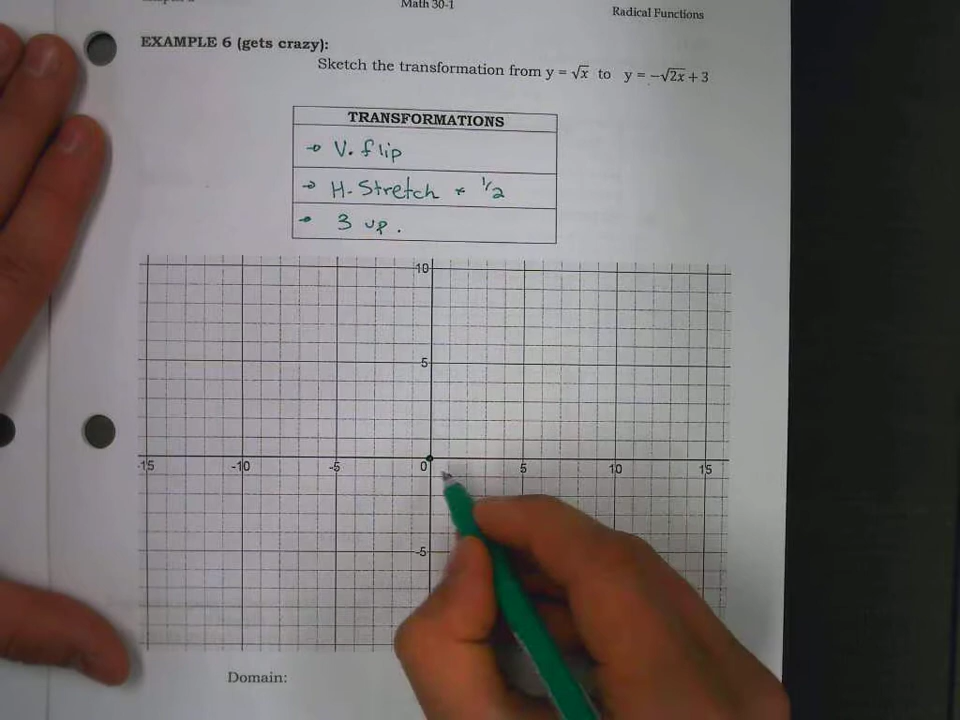 Math 30-1
Radical Functions
EXAMPLE 6 (gets crazy):
Sketch the transformation from y = √x to y = −√2x + 3
TRANSFORMATIONS
→ V. flip
→ H. Stretch * 1/2
→ 3 up.
10
5
-15 -10 -5 0 5 10 15
-5
Domain: